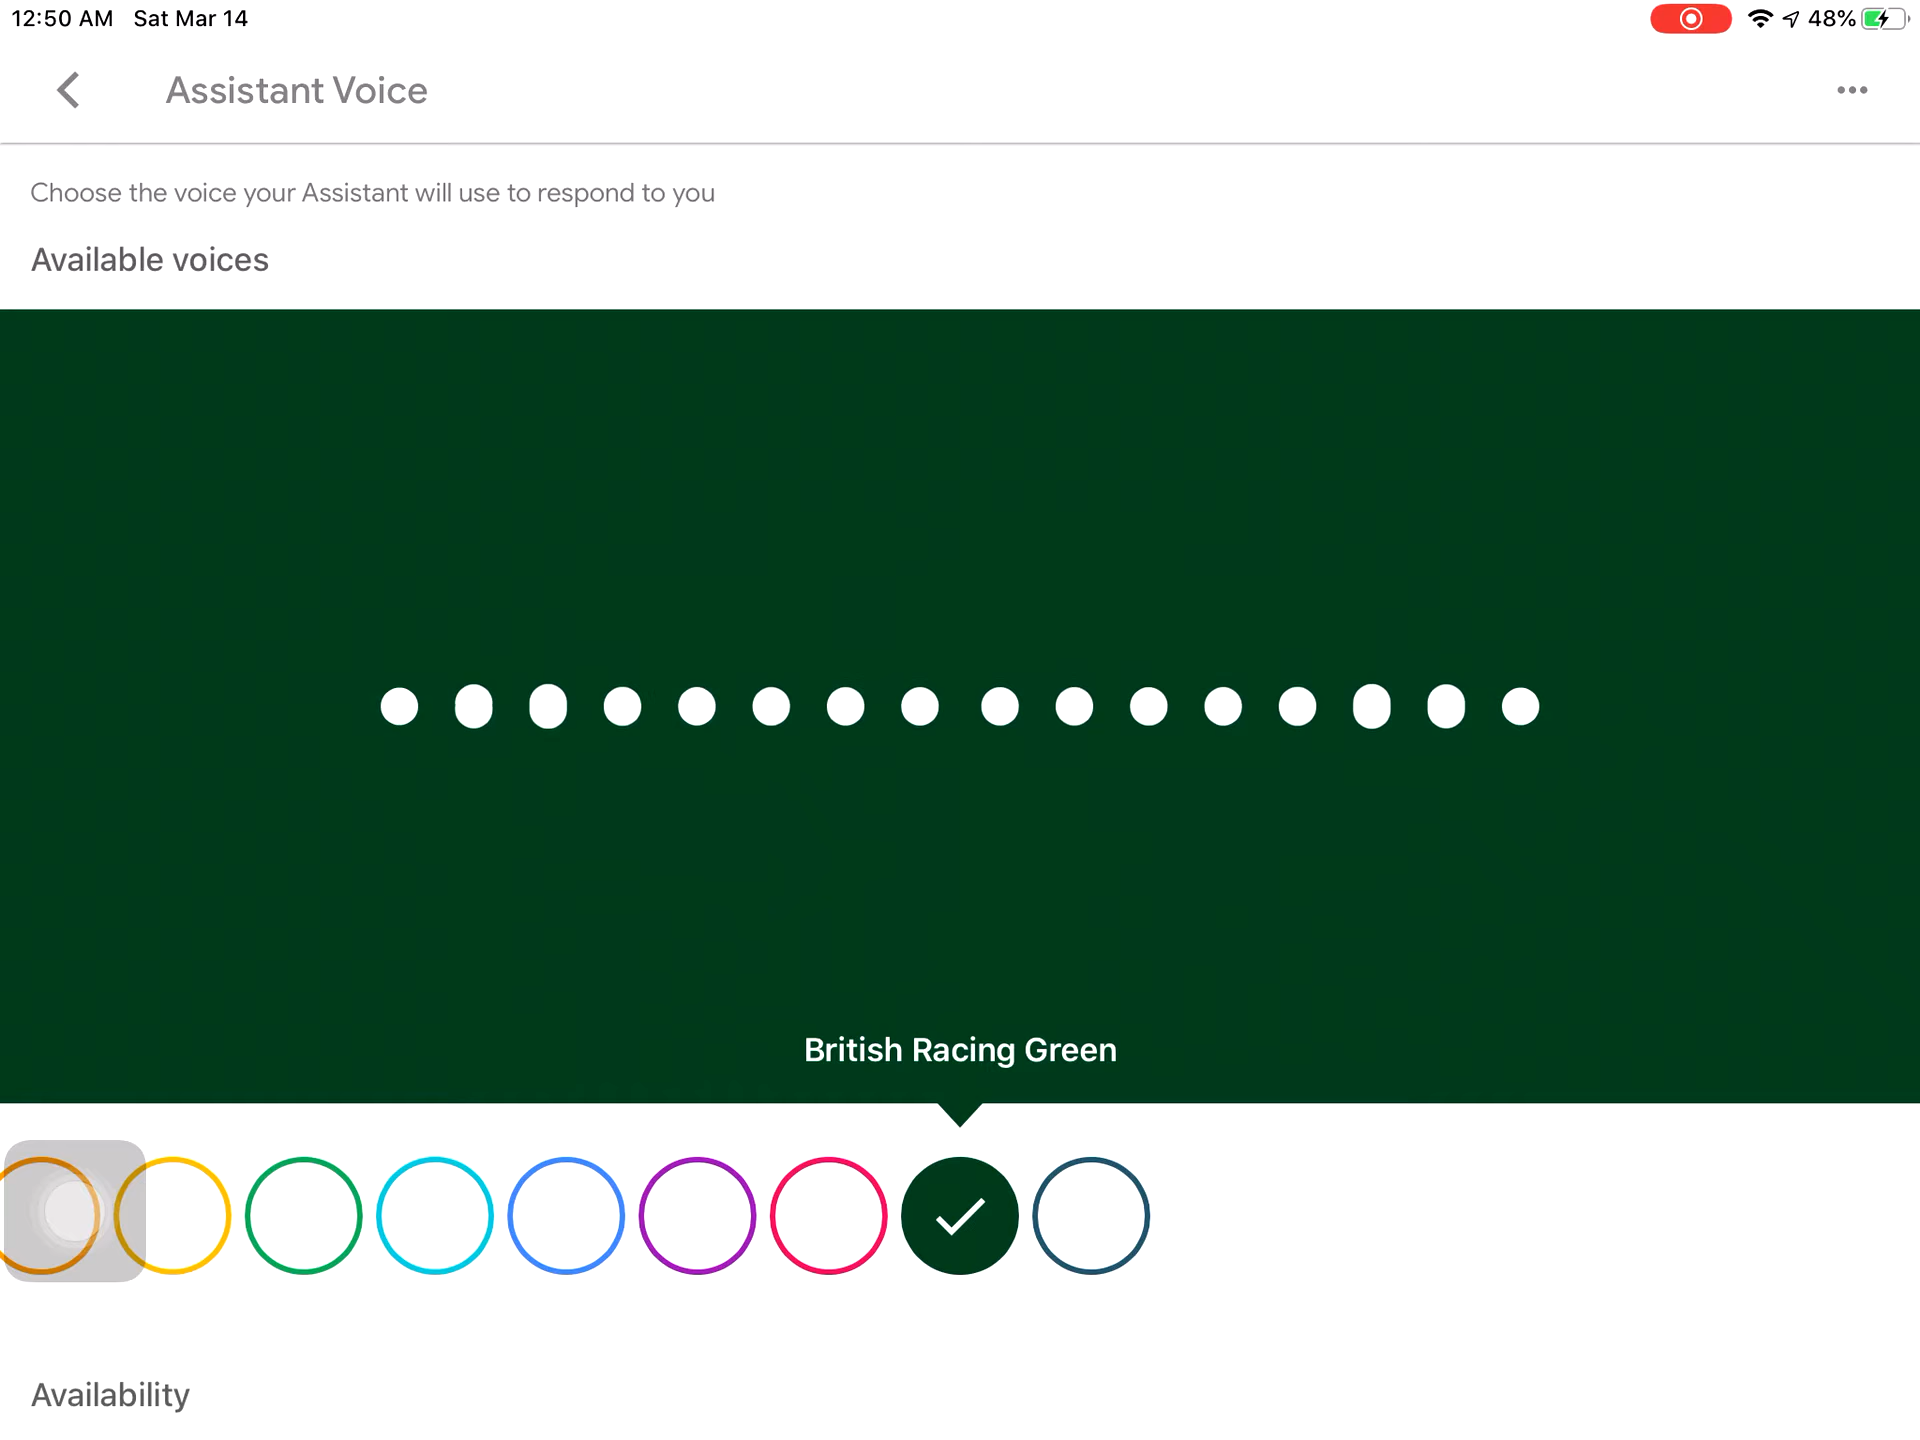 12:50 AM Sat Mar 14
48%
Assistant Voice
Choose the voice your Assistant will use to respond to you
Available voices
British Racing Green
Availability